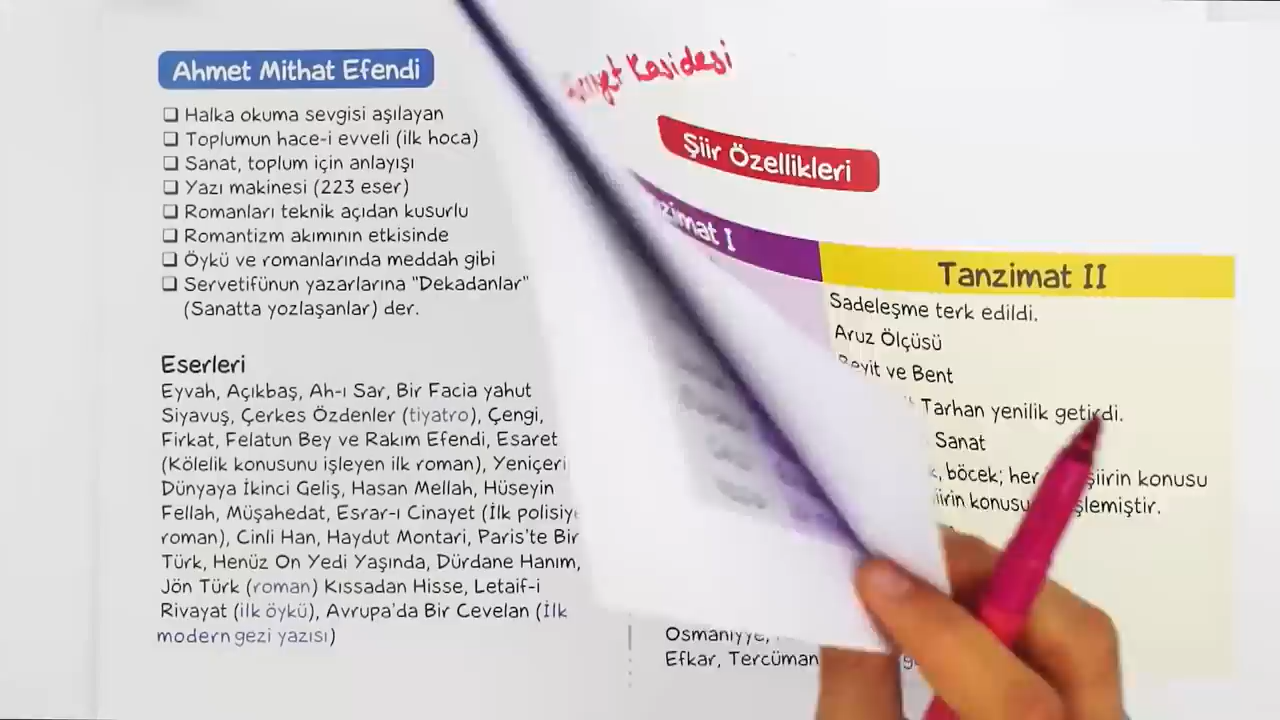 Ahmet Mithat Efendi
❑ Halka okuma sevgisi aşılayan
❑ Toplumun hace-i evveli (ilk hoca)
❑ Sanat, toplum için anlayışı
❑ Yazı makinesi (223 eser)
❑ Romanları teknik açıdan kusurlu
❑ Romantizm akımının etkisinde
❑ Öykü ve romanlarında meddah gibi
❑ Servetifünun yazarlarına "Dekadanlar"
(Sanatta yozlaşanlar) der.
Eserleri
Eyvah, Açıkbaş, Ah-ı Sar, Bir Facia yahut
Siyavuş, Çerkes Özdenler (tiyatro), Çengi,
Firkat, Felatun Bey ve Rakım Efendi, Esaret
(Kölelik konusunu işleyen ilk roman), Yeniçeri
Dünyaya İkinci Geliş, Hasan Mellah, Hüseyin
Fellah, Müşahedat, Esrar-ı Cinayet (İlk
roman), Cinli Han, Haydut Montari, Paris'te Bir
Türk, Henüz On Yedi Yaşında, Dürdane Hanım,
Jön Türk (roman) Kıssadan Hisse, Letaif-i
Rivayat (ilk öykü), Avrupa'da Bir Cevelan (İlk
modern gezi yazısı)
Kasidesi
Şiir Özellikleri
I
Tanzimat II
Sadeleşme terk edildi.
Aruz Ölçüsü
Beyit ve Bent
Tarhan yenilik getirdi.
Sanat
böcek; her şiirin konusu
konusu
Osmaniyye,
Efkar, Tercüman